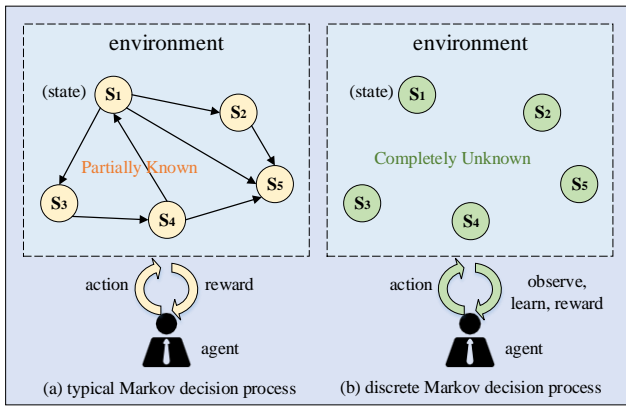 environment
(state)
S1
S2
Partially Known
S3
S4
S5
action
reward
agent
(a) typical Markov decision process
environment
(state)
S1
S2
Completely Unknown
S3
S4
S5
action
observe,
learn, reward
agent
(b) discrete Markov decision process